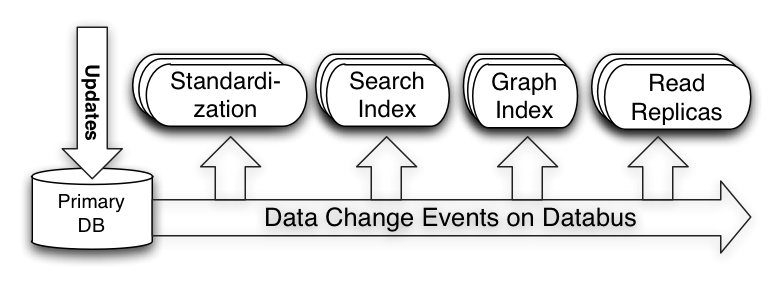 Updates
Standardi-
zation
Search
Index
Graph
Index
Read
Replicas
Primary
DB
Data Change Events on Databus